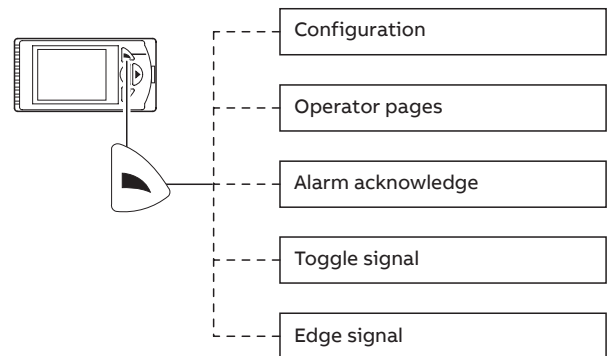 Configuration
Operator pages
Alarm acknowledge
Toggle signal
Edge signal